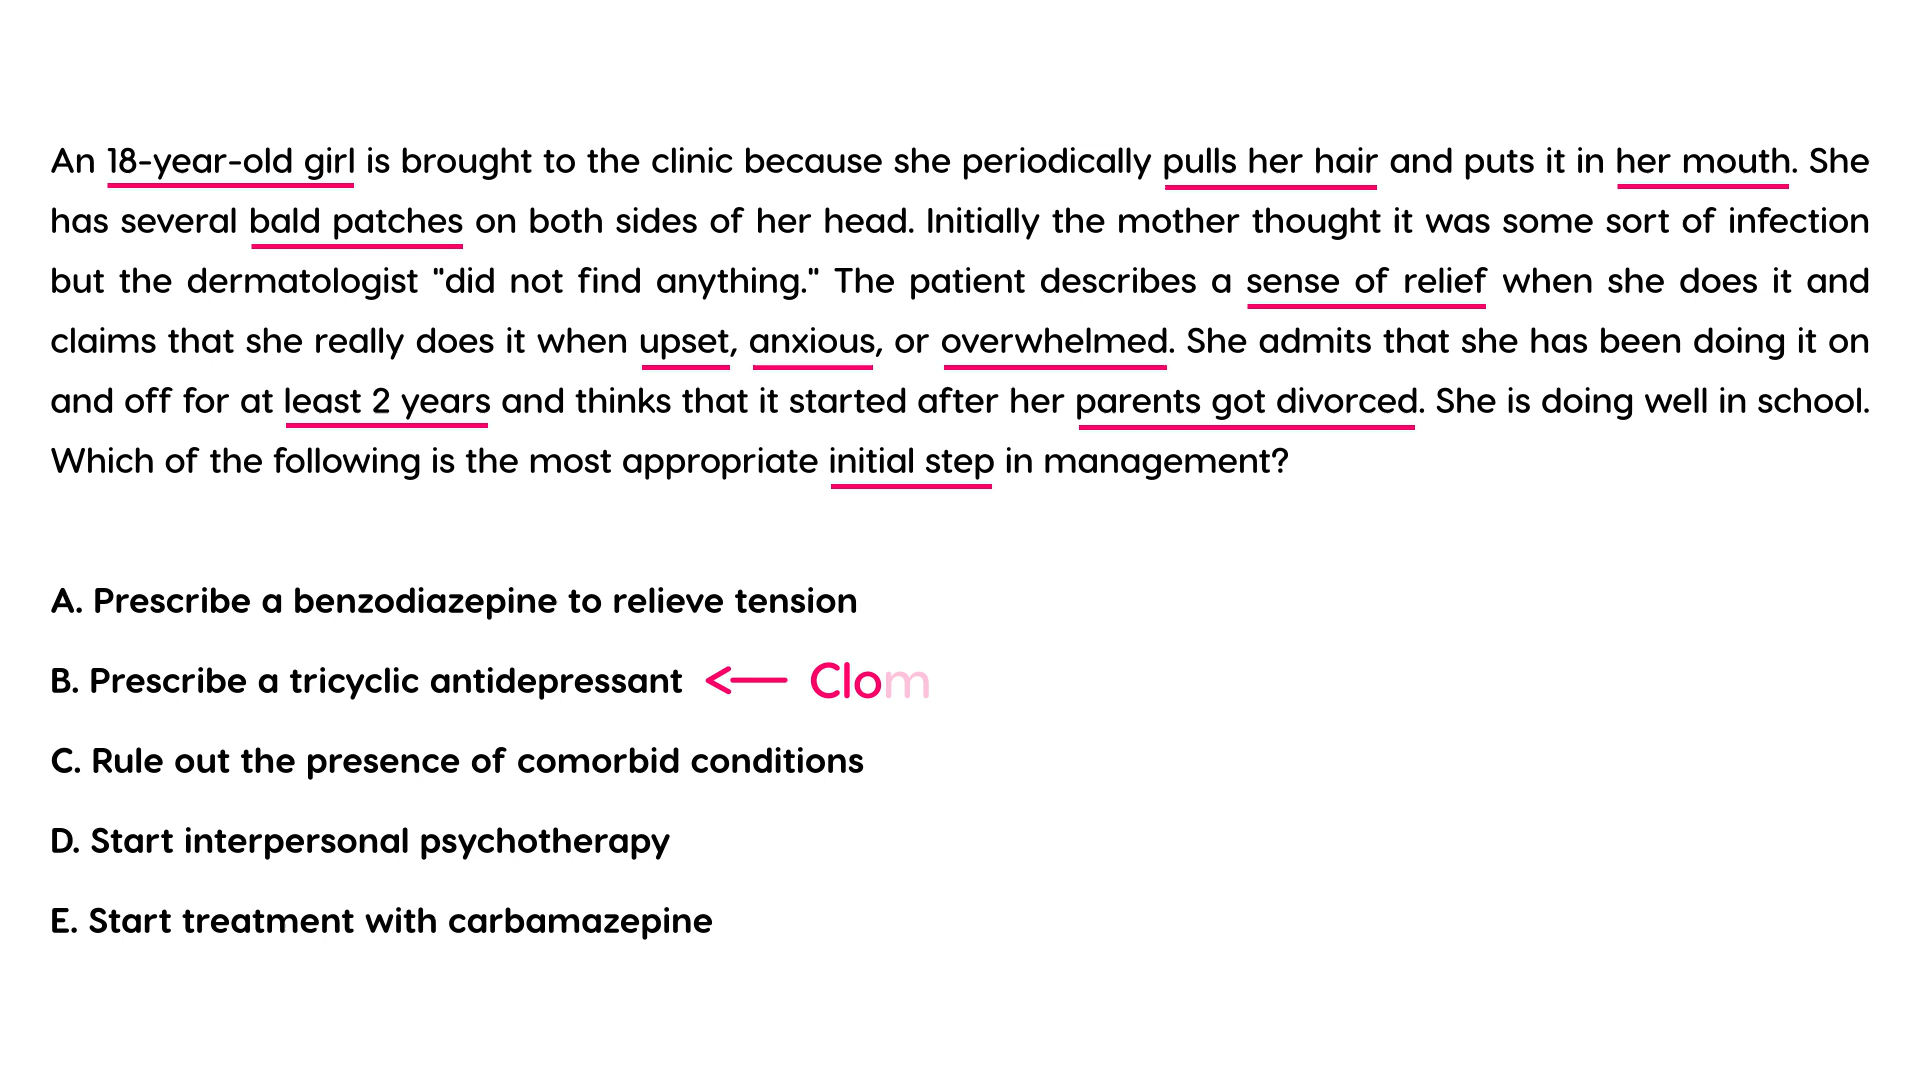 An 18-year-old girl is brought to the clinic because she periodically pulls her hair and puts it in her mouth. She
has several bald patches on both sides of her head. Initially the mother thought it was some sort of infection
but the dermatologist "did not find anything." The patient describes a sense of relief when she does it and
claims that she really does it when upset, anxious, or overwhelmed. She admits that she has been doing it on
and off for at least 2 years and thinks that it started after her parents got divorced. She is doing well in school.
Which of the following is the most appropriate initial step in management?
A. Prescribe a benzodiazepine to relieve tension
B. Prescribe a tricyclic antidepressant Clom
C. Rule out the presence of comorbid conditions
D. Start interpersonal psychotherapy
E. Start treatment with carbamazepine